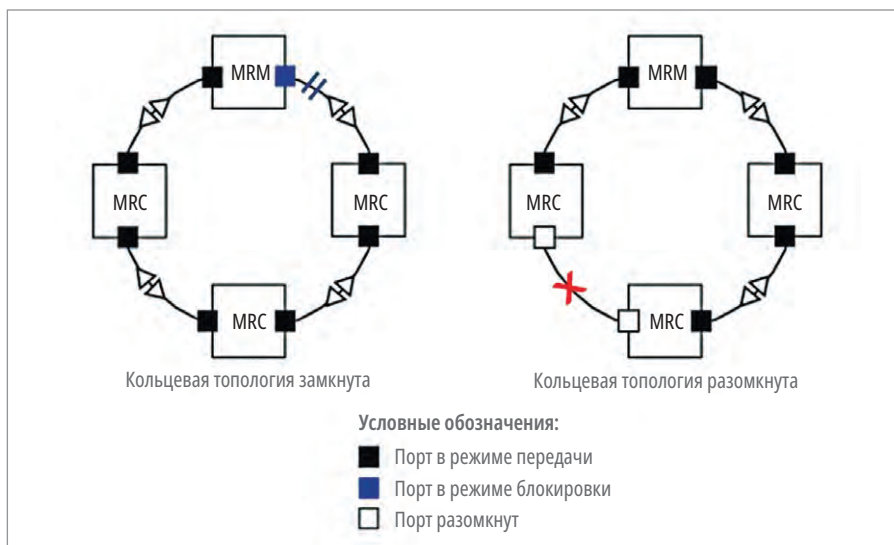 MRM
MRC
MRC
MRC
Кольцевая топология замкнута
MRM
MRC
MRC
MRC
Кольцевая топология разомкнута
Условные обозначения:
Порт в режиме передачи
Порт в режиме блокировки
Порт разомкнут